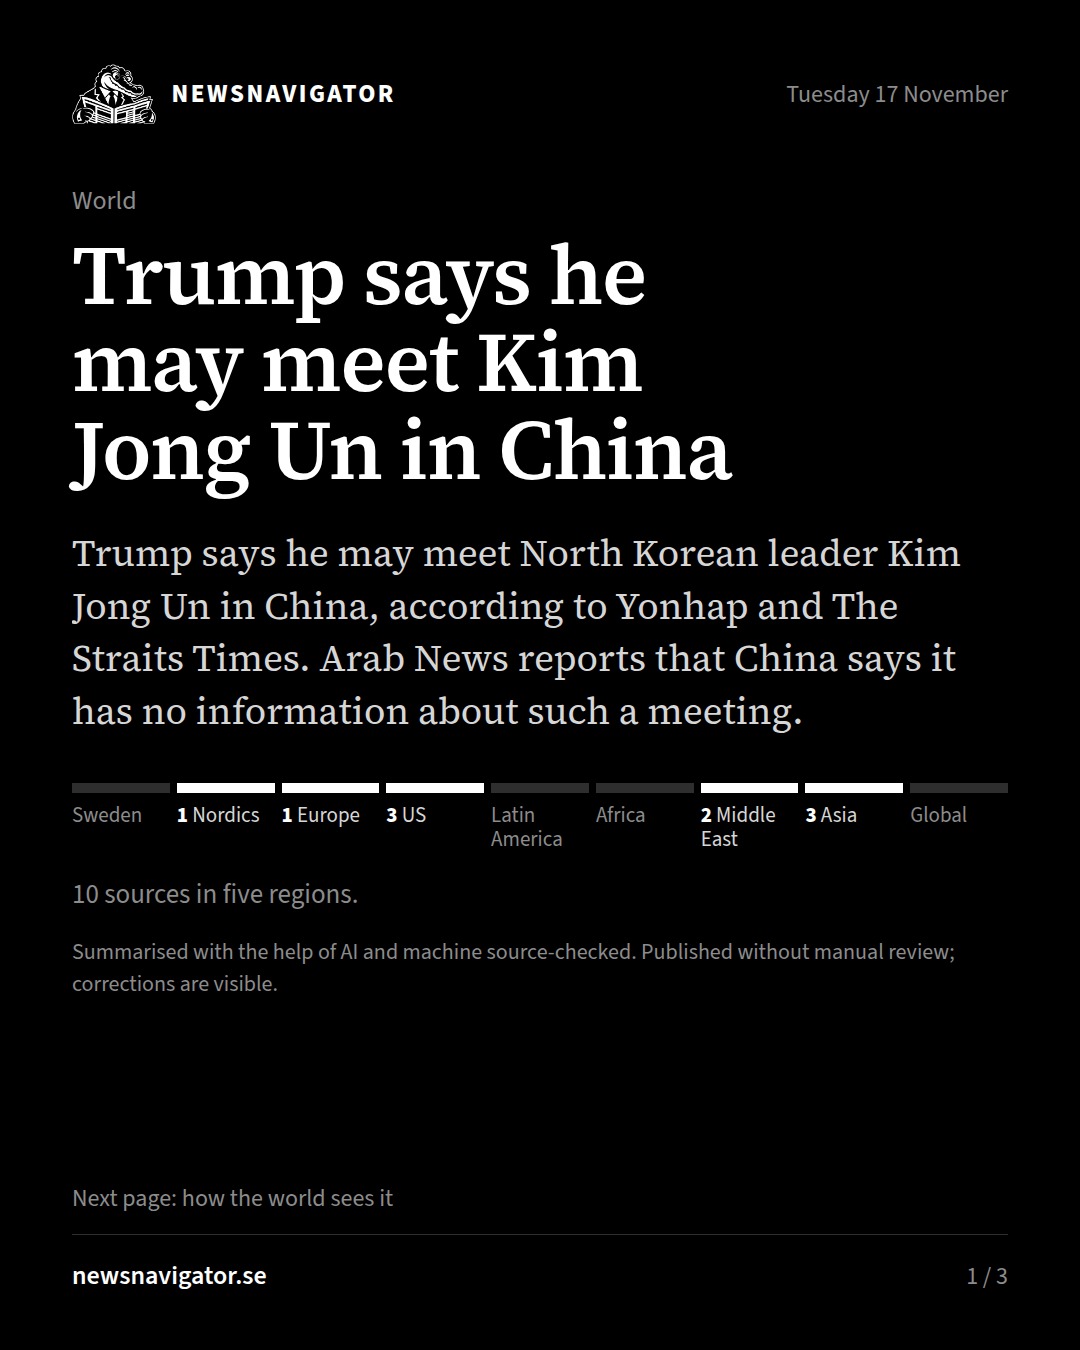 NEWSNAVIGATOR
Tuesday 17 November
World
Trump says he
may meet Kim
Jong Un in China
Trump says he may meet North Korean leader Kim
Jong Un in China, according to Yonhap and The
Straits Times. Arab News reports that China says it
has no information about such a meeting.
Sweden
1 Nordics
1 Europe
3 US
Latin
America
Africa
2 Middle
East
3 Asia
Global
10 sources in five regions.
Summarised with the help of AI and machine source-checked. Published without manual review;
corrections are visible.
Next page: how the world sees it
newsnavigator.se
1 / 3